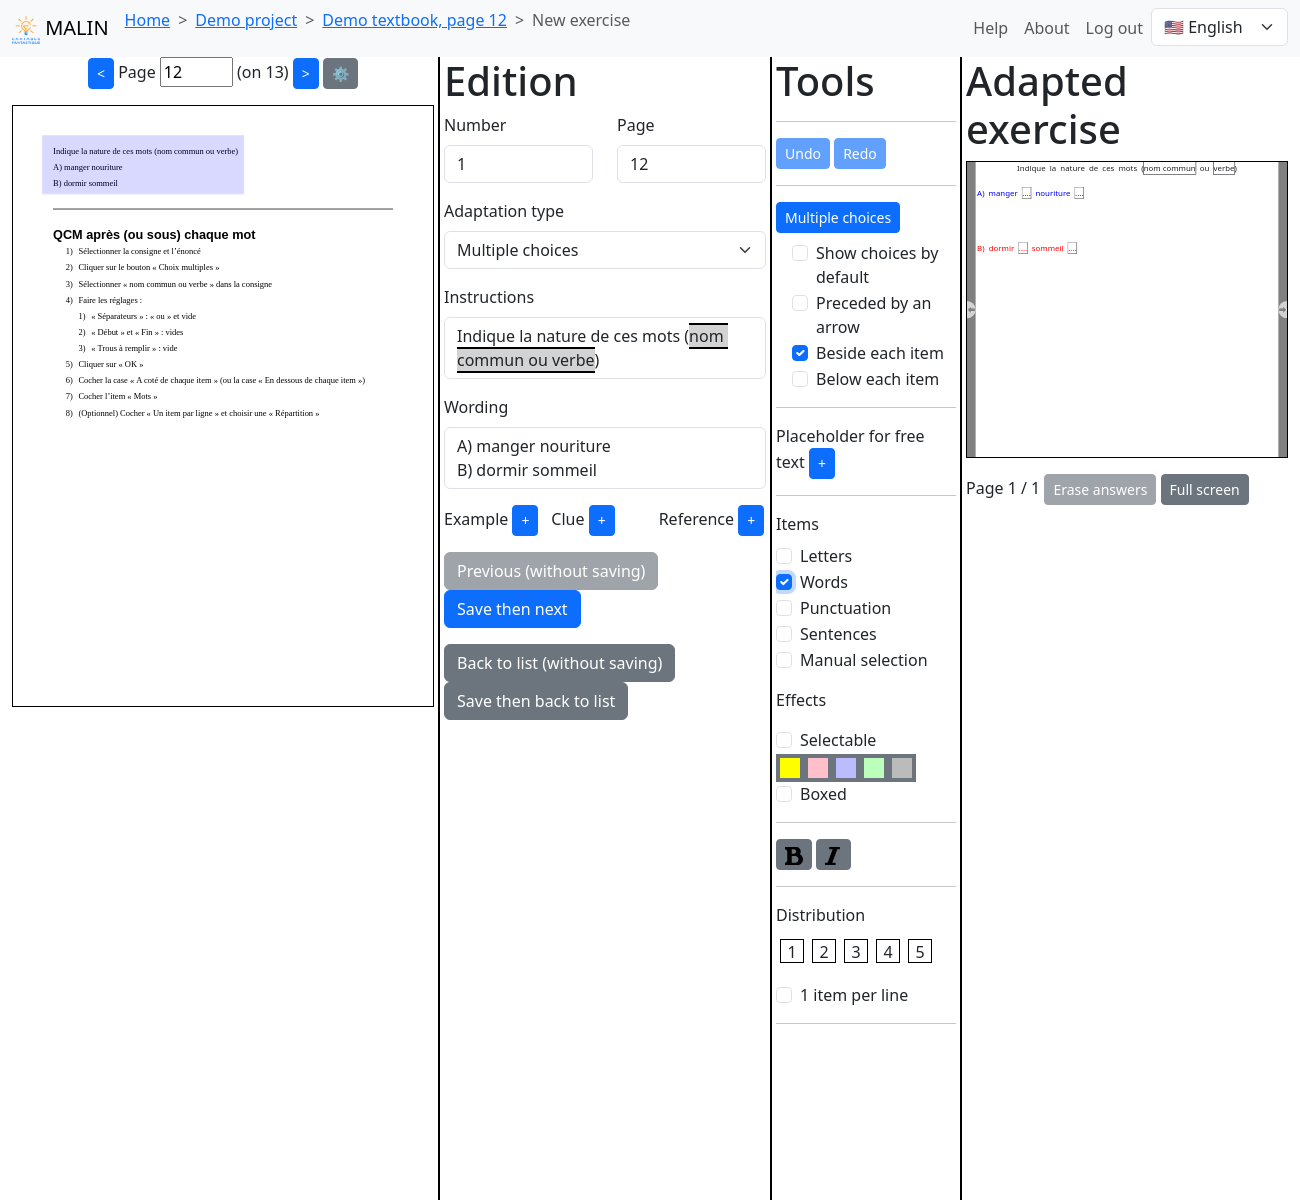 MALIN
Home > Demo project > Demo textbook, page 12 > New exercise
Help About Log out 🇺🇸 English
< Page 12 (on 13) > ⚙️
Indique la nature de ces mots (nom commun ou verbe)
A) manger nouriture
B) dormir sommeil
QCM après (ou sous) chaque mot
1) Sélectionner la consigne et l’énoncé
2) Cliquer sur le bouton « Choix multiples »
3) Sélectionner « nom commun ou verbe » dans la consigne
4) Faire les réglages :
1) « Séparateurs » : « ou » et vide
2) « Début » et « Fin » : vides
3) « Trous à remplir » : vide
5) Cliquer sur « OK »
6) Cocher la case « A coté de chaque item » (ou la case « En dessous de chaque item »)
7) Cocher l’item « Mots »
8) (Optionnel) Cocher « Un item par ligne » et choisir une « Répartition »
Edition
Number Page
1 12
Adaptation type
Multiple choices
Instructions
Indique la nature de ces mots (nom
commun ou verbe)
Wording
A) manger nouriture
B) dormir sommeil
Example + Clue + Reference +
Previous (without saving)
Save then next
Back to list (without saving)
Save then back to list
Tools
Undo Redo
Multiple choices
Show choices by
default
Preceded by an
arrow
Beside each item
Below each item
Placeholder for free
text +
Items
Letters
Words
Punctuation
Sentences
Manual selection
Effects
Selectable
Boxed
B I
Distribution
1 2 3 4 5
1 item per line
Adapted
exercise
Indique la nature de ces mots (nom commun ou verbe)
A) manger .... nouriture ....
B) dormir .... sommeil ....
Page 1 / 1 Erase answers Full screen